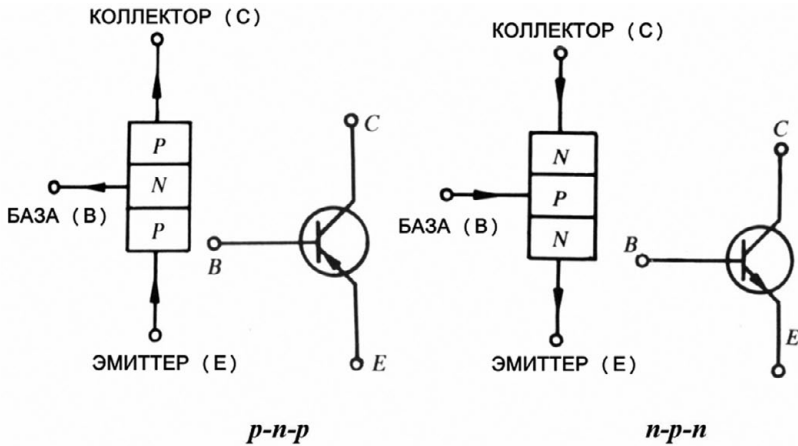 КОЛЛЕКТОР (C)
P
N
P
БАЗА (B)
ЭМИТТЕР (E)
C
B
E
p-n-p
КОЛЛЕКТОР (C)
N
P
N
БАЗА (B)
ЭМИТТЕР (E)
C
B
E
n-p-n